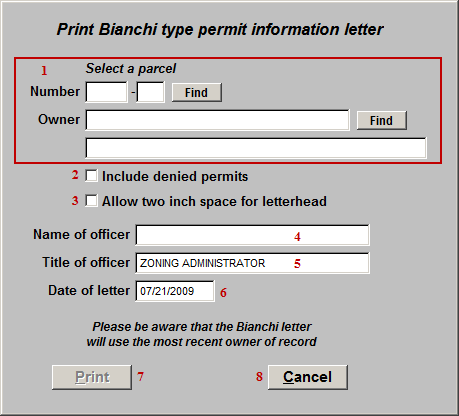 Print Bianchi type permit information letter
1 Select a parcel
Number - Find
Owner Find
2 Include denied permits
3 Allow two inch space for letterhead
Name of officer 4
Title of officer ZONING ADMINISTRATOR 5
Date of letter 07/21/2009 6
Please be aware that the Bianchi letter
will use the most recent owner of record
Print 7 8 Cancel